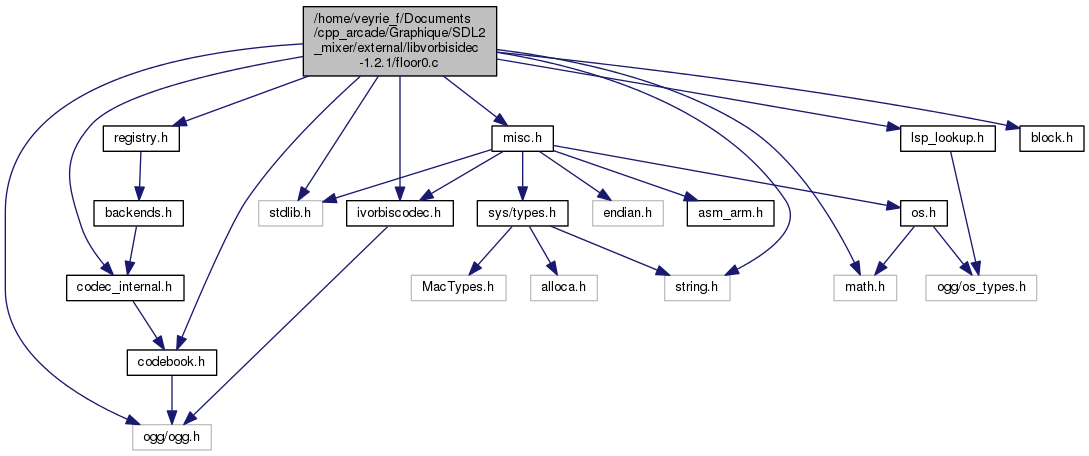 /home/veyrie_f/Documents
/cpp_arcade/Graphique/SDL2
_mixer/external/libvorbisidec
-1.2.1/floor0.c
registry.h
misc.h
lsp_lookup.h
block.h
backends.h
stdlib.h
ivorbiscodec.h
sys/types.h
endian.h
asm_arm.h
os.h
codec_internal.h
MacTypes.h
alloca.h
string.h
math.h
ogg/os_types.h
codebook.h
ogg/ogg.h